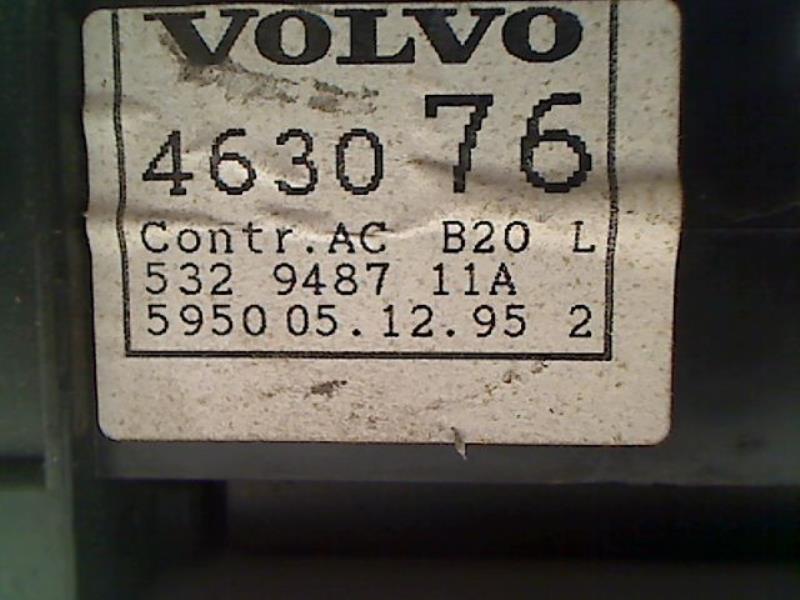 VOLVO
4630 76
Contr.AC B20 L
532 9487 11A
5950 05.12.95 2